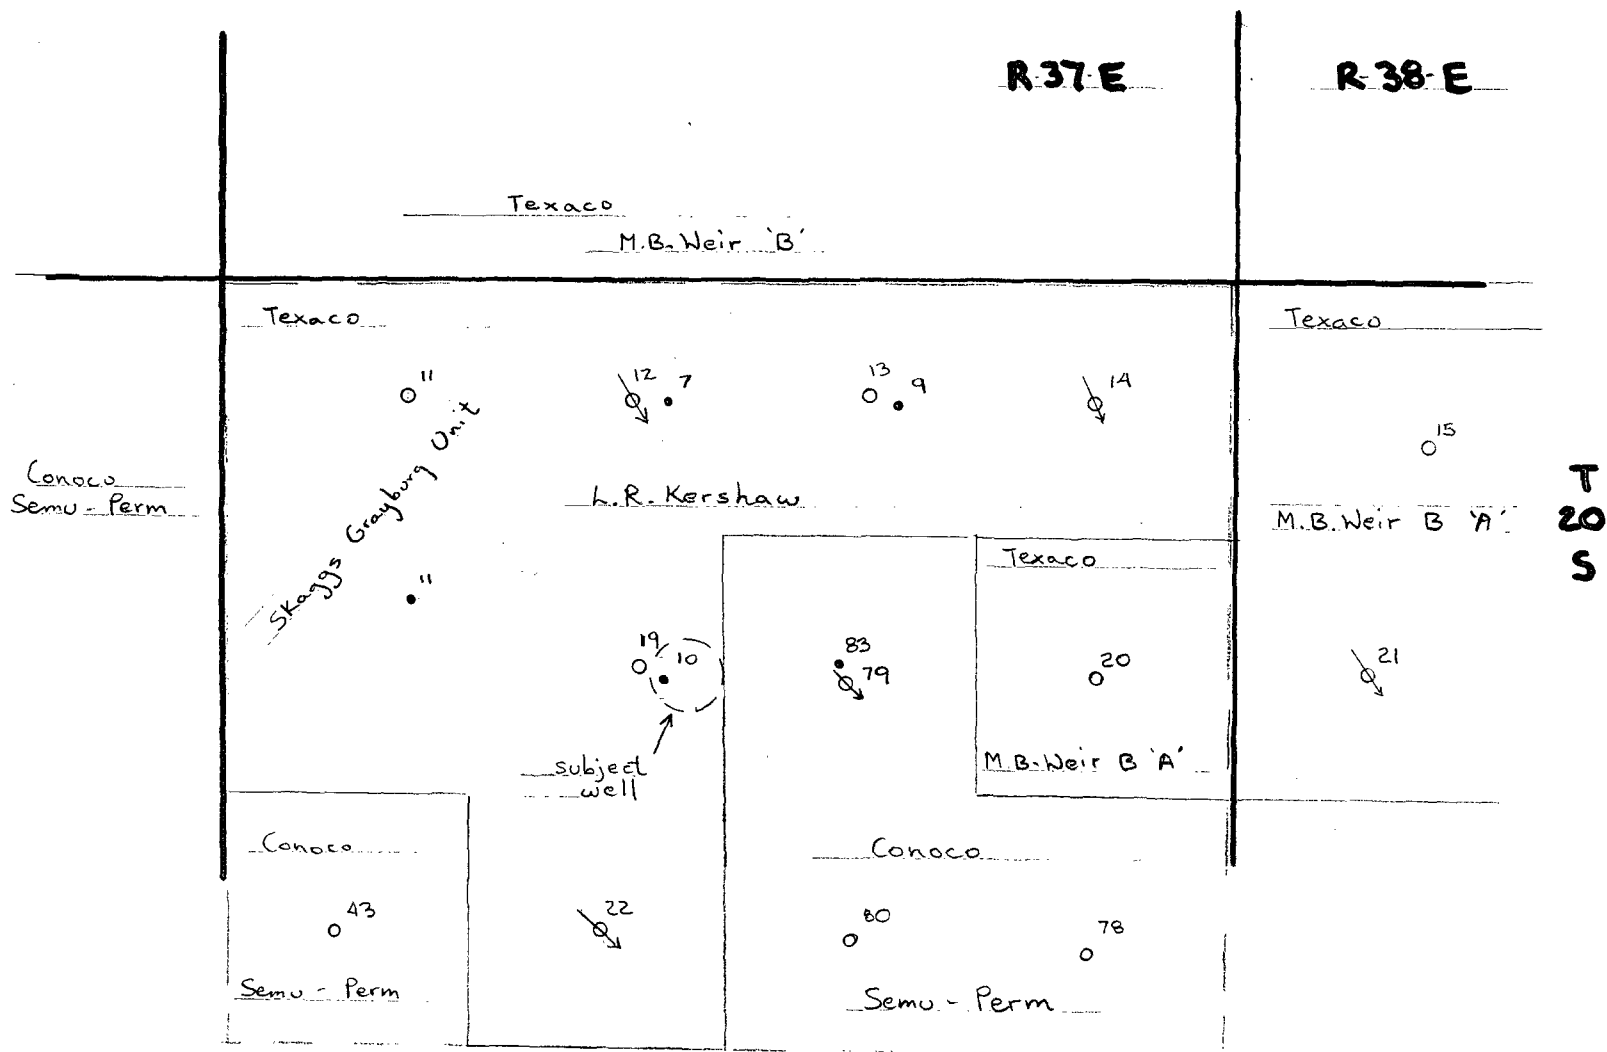 R-37-E
R-38-E
Texaco
M.B. Weir 'B'
Texaco
Texaco
11
12
7
13
9
14
15
Conoco
Semu - Perm
Skaggs Grayburg Unit
L.R. Kershaw
M.B. Weir B 'A'
T
20
S
Texaco
11
19
10
83
79
20
21
subject
well
M.B. Weir B 'A'
Conoco
Conoco
43
22
80
78
Semu - Perm
Semu - Perm